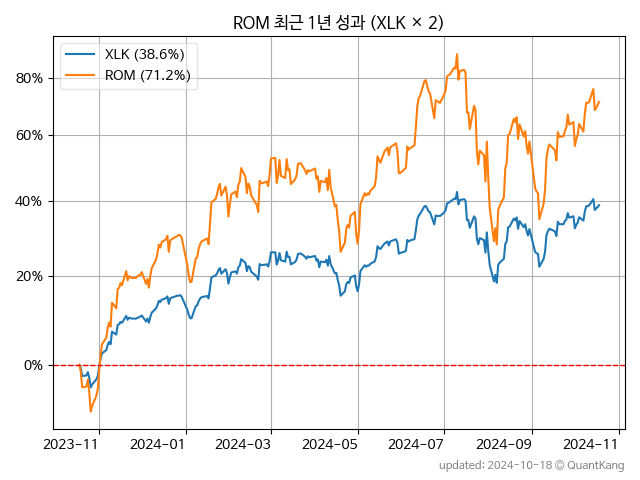 ROM 최근 1년 성과 (XLK × 2)
XLK (38.6%)
ROM (71.2%)
80%
60%
40%
20%
0%
2023-11 2024-01 2024-03 2024-05 2024-07 2024-09 2024-11
updated: 2024-10-18 © QuantKang